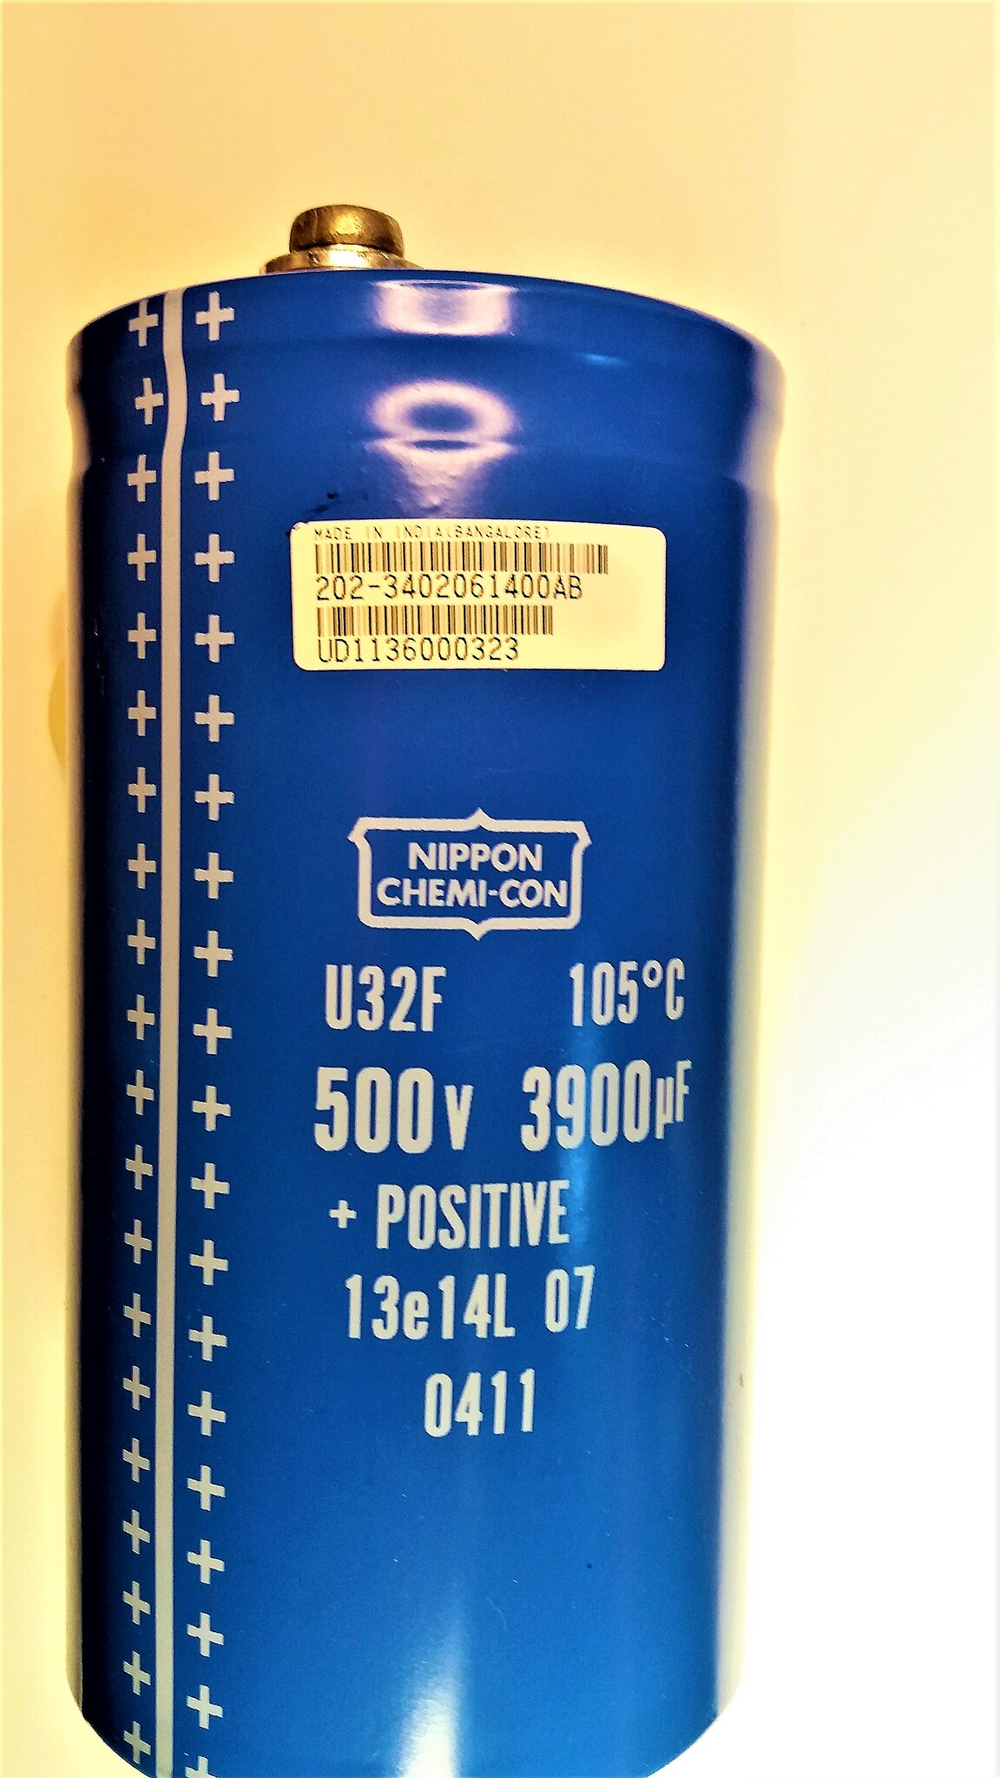 MADE IN INDIA(BANGALORE)
202-3402061400AB
UD1136000323
NIPPON
CHEMI-CON
U32F 105°C
500v 3900µF
+ POSITIVE
13e14L 07
0411